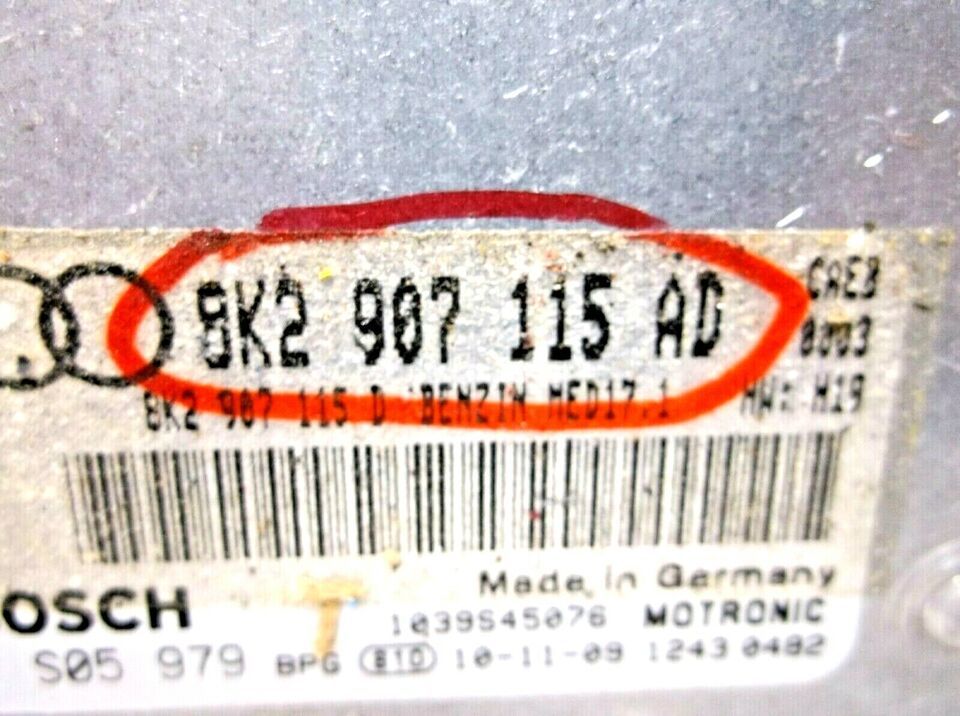 8K2 907 115 AD CAEB
0003
8K2 907 115 D BENZIN MED17.1 HW: H19
Made in Germany
OSCH 1039S45076 MOTRONIC
S05 979 BPG 810 10-11-09 1243 0482